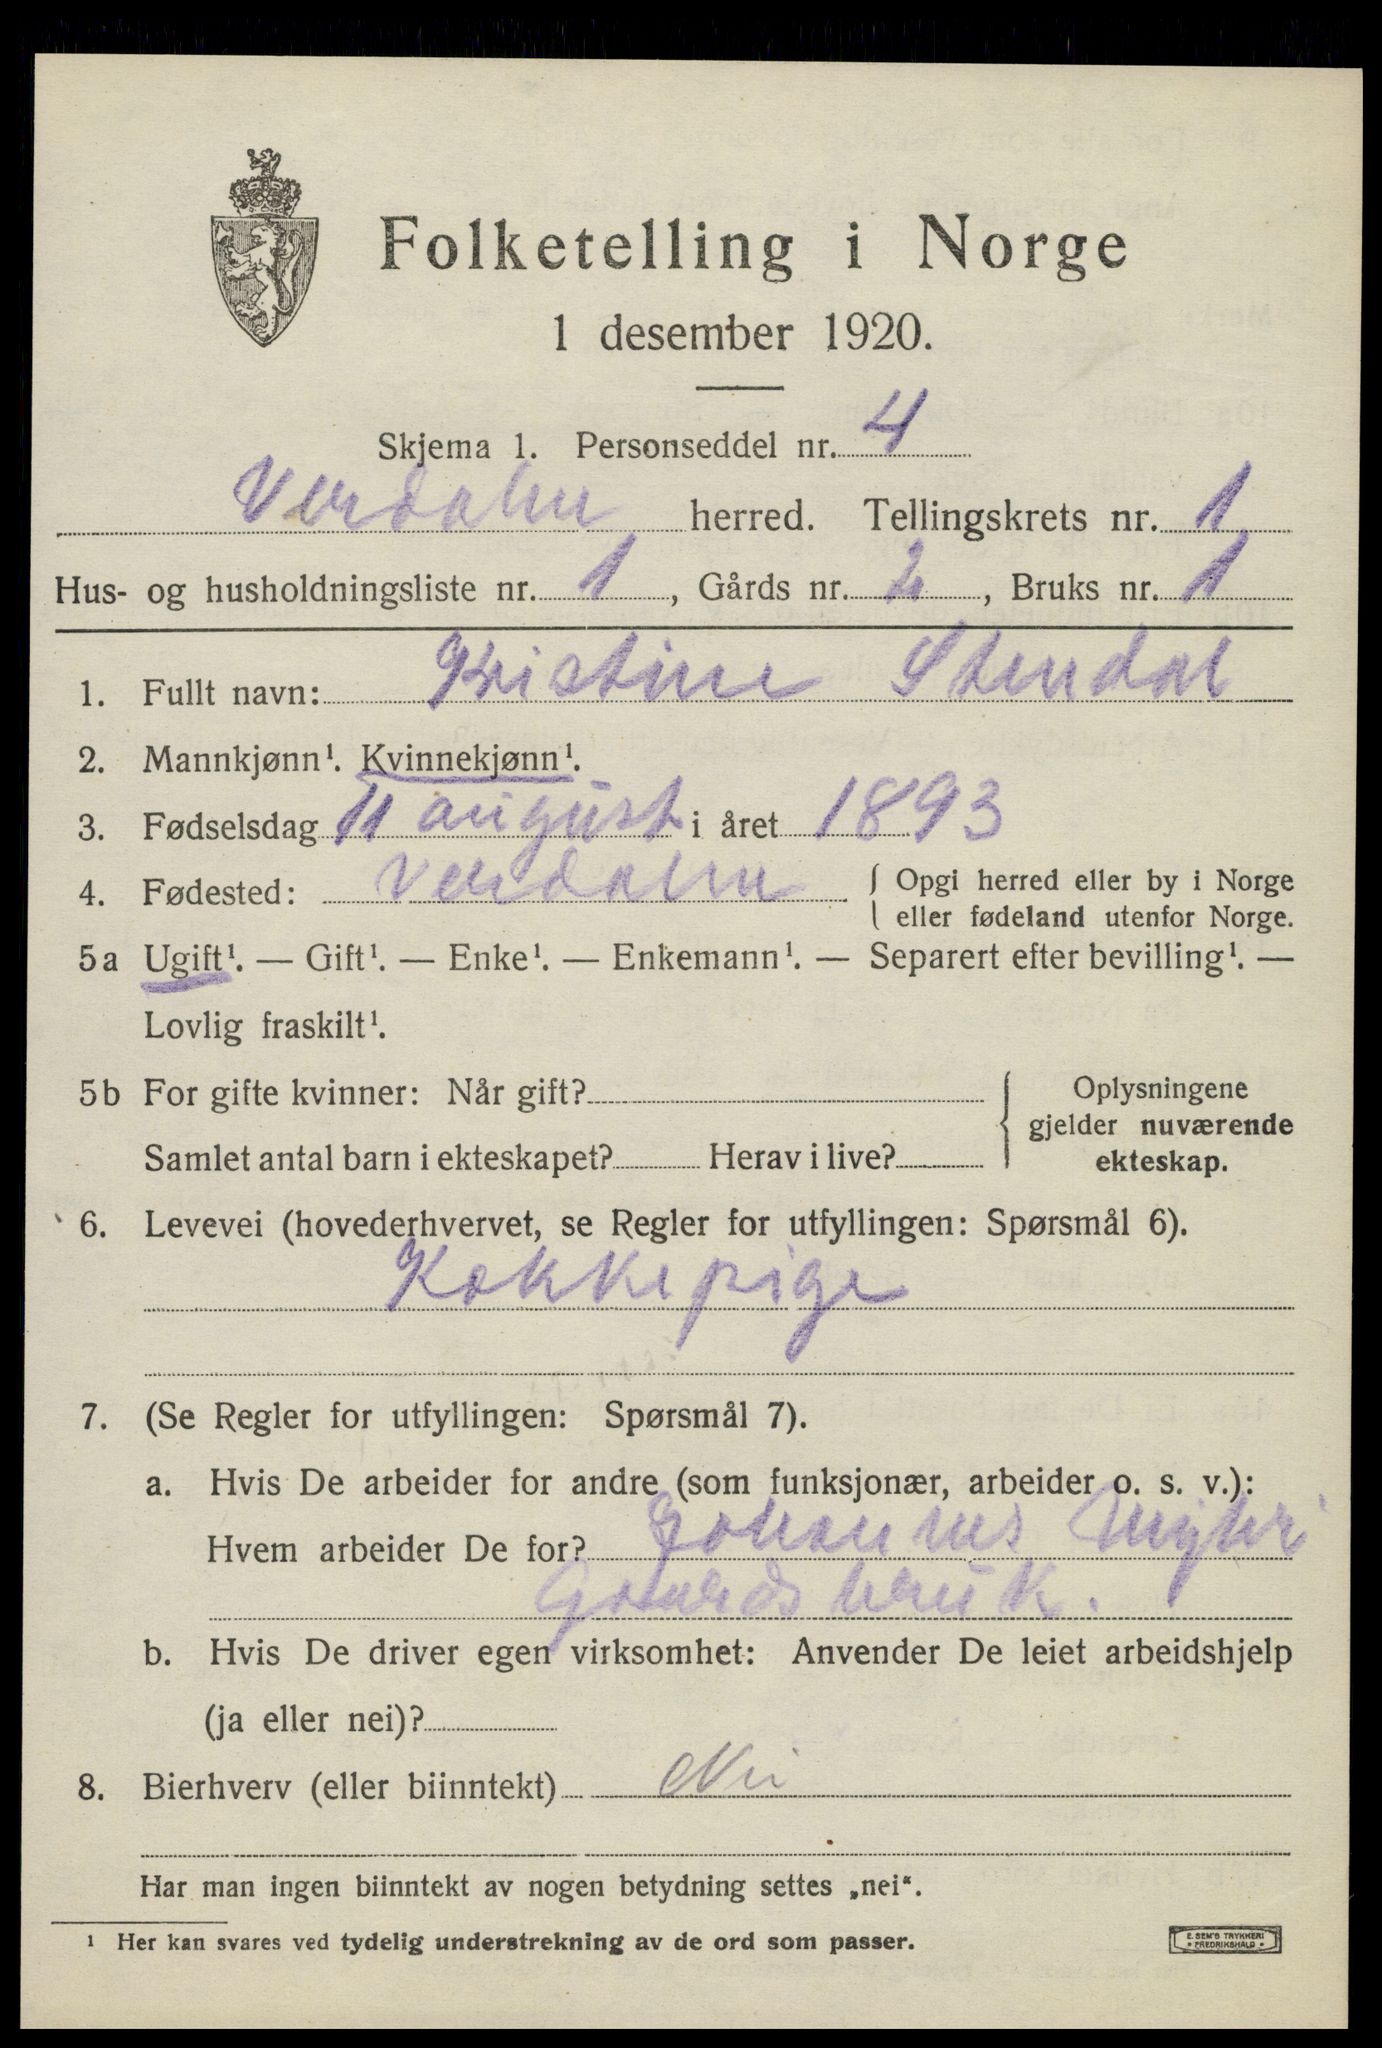 Folketelling i Norge
1 desember 1920.
Skjema 1. Personseddel nr. 4
Verdalen herred. Tellingskrets nr. 1
Hus- og husholdningsliste nr. 1, Gårds nr. 2, Bruks nr. 1
1. Fullt navn: Kristine Stendal
2. Mannkjønn¹. Kvinnekjønn¹.
3. Fødselsdag 11 august i året 1893
4. Fødested: Verdalen { Opgi herred eller by i Norge
eller fødeland utenfor Norge.
5a Ugift¹. — Gift¹. — Enke¹. — Enkemann¹. — Separert efter bevilling¹. —
Lovlig fraskilt¹.
5b For gifte kvinner: Når gift? { Oplysningene
gjelder nuværende
Samlet antal barn i ekteskapet? Herav i live? ekteskap.
6. Levevei (hovederhvervet, se Regler for utfyllingen: Spørsmål 6).
Kokkepige
7. (Se Regler for utfyllingen: Spørsmål 7).
a. Hvis De arbeider for andre (som funksjonær, arbeider o. s. v.):
Hvem arbeider De for? Johannes
Gaardsbruk.
b. Hvis De driver egen virksomhet: Anvender De leiet arbeidshjelp
(ja eller nei)?
8. Bierhverv (eller biinntekt) Nei
Har man ingen biinntekt av nogen betydning settes „nei“.
¹ Her kan svares ved tydelig understrekning av de ord som passer.
E. SEM'S TRYKKERI
• FREDRIKSHALD •